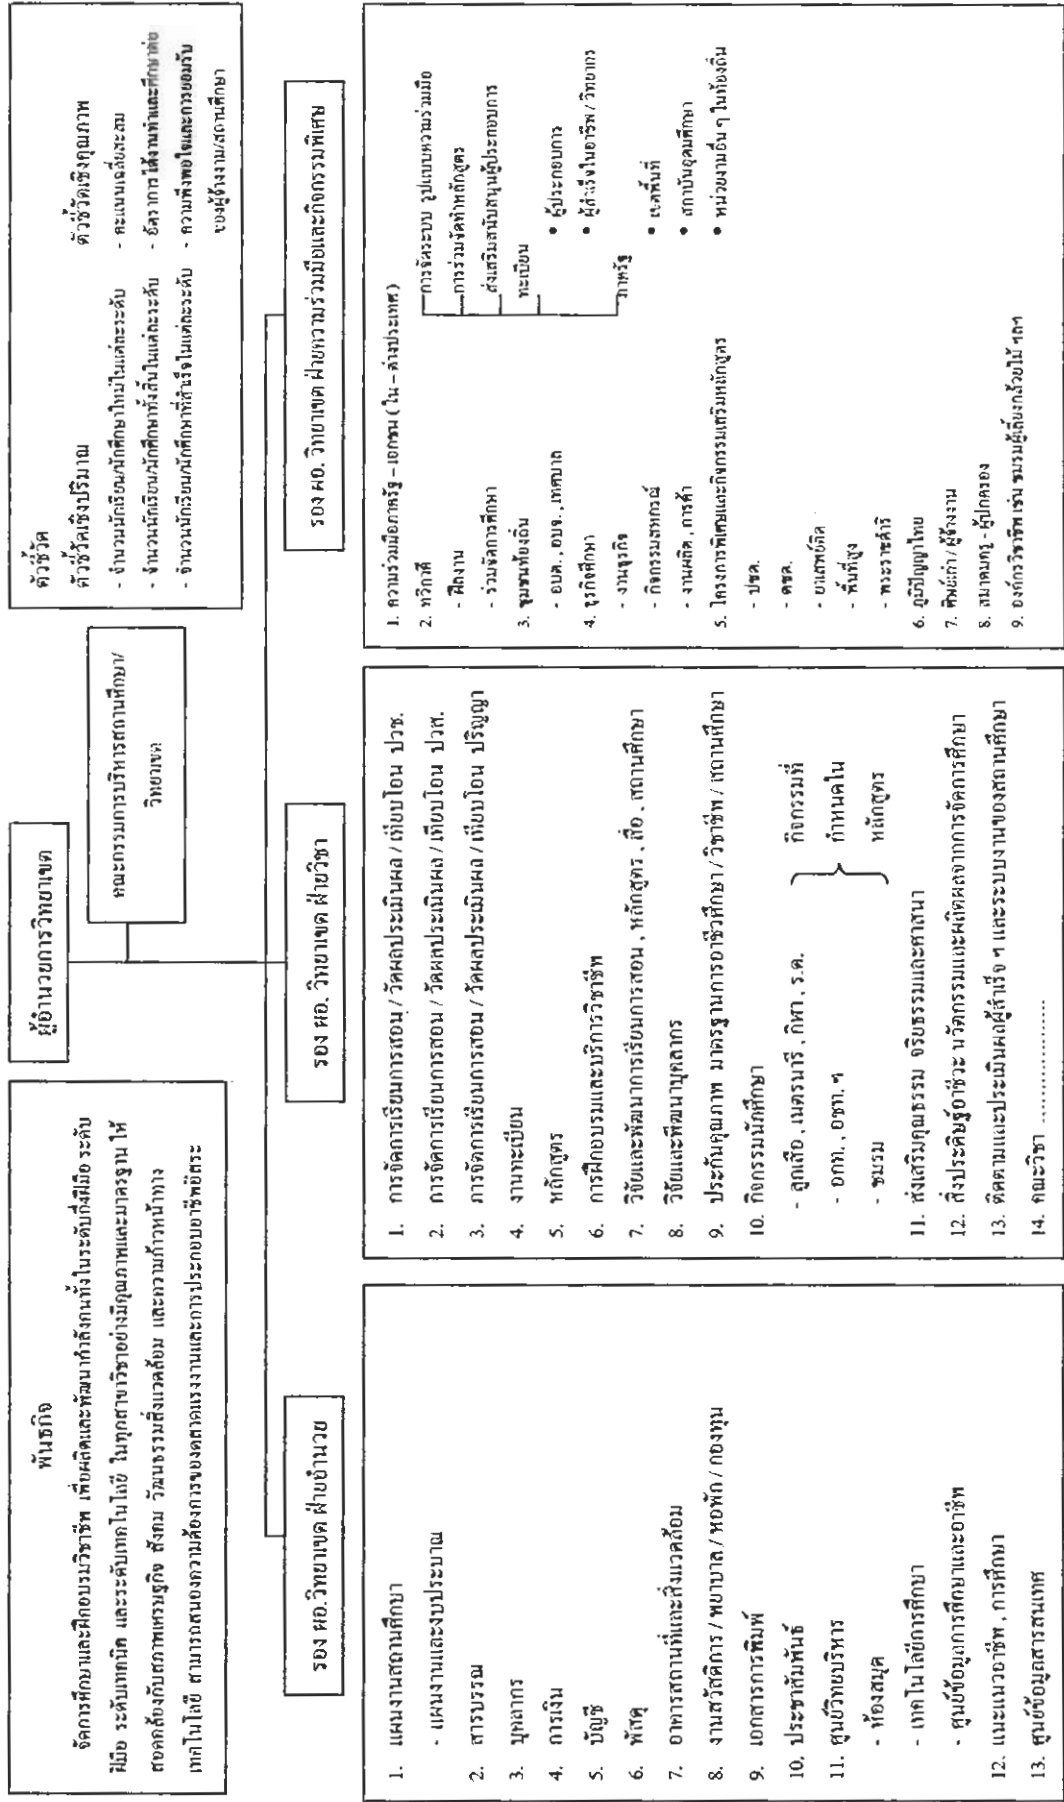 พันธกิจ
จัดการศึกษาและฝึกอบรมวิชาชีพ เพื่อผลิตและพัฒนากำลังคนทั้งในระดับกึ่งฝีมือ ระดับ
ฝีมือ ระดับเทคนิค และระดับเทคโนโลยี ในทุกสาขาวิชาอย่างมีคุณภาพและมาตรฐาน ให้
สอดคล้องกับสภาพเศรษฐกิจ สังคม วัฒนธรรมสิ่งแวดล้อม และความก้าวหน้าทาง
เทคโนโลยี สามารถสนองความต้องการของตลาดแรงงานและการประกอบอาชีพอิสระ
ผู้อำนวยการวิทยาเขต
คณะกรรมการบริหารสถานศึกษา/
วิทยาเขต
ตัวชี้วัด
ตัวชี้วัดเชิงปริมาณ
- จำนวนนักเรียน/นักศึกษาใหม่ในแต่ละระดับ
- จำนวนนักเรียน/นักศึกษาทั้งสิ้นในแต่ละระดับ
- จำนวนนักเรียน/นักศึกษาที่สำเร็จในแต่ละระดับ
ตัวชี้วัดเชิงคุณภาพ
- คะแนนเฉลี่ยสะสม
- อัตราการได้งานทำและศึกษาต่อ
- ความพึงพอใจและการยอมรับ
ของผู้จ้างงาน/สถานศึกษา
รอง ผอ.วิทยาเขต ฝ่ายอำนวย
1. แผนงานสถานศึกษา
- แผนงานและงบประมาณ
2. สารบรรณ
3. บุคลากร
4. การเงิน
5. บัญชี
6. พัสดุ
7. อาคารสถานที่และสิ่งแวดล้อม
8. งานสวัสดิการ / พยาบาล / หอพัก / กองทุน
9. เอกสารการพิมพ์
10. ประชาสัมพันธ์
11. ศูนย์วิทยบริหาร
- ห้องสมุด
- เทคโนโลยีการศึกษา
- ศูนย์ข้อมูลการศึกษาและอาชีพ
12. แนะแนวอาชีพ , การศึกษา
13. ศูนย์ข้อมูลสารสนเทศ
รอง ผอ. วิทยาเขต ฝ่ายวิชา
1. การจัดการเรียนการสอน / วัดผลประเมินผล / เทียบโอน ปวช.
2. การจัดการเรียนการสอน / วัดผลประเมินผล / เทียบโอน ปวส.
3. การจัดการเรียนการสอน / วัดผลประเมินผล / เทียบโอน ปริญญา
4. งานทะเบียน
5. หลักสูตร
6. การฝึกอบรมและบริการวิชาชีพ
7. วิจัยและพัฒนาการเรียนการสอน , หลักสูตร , สื่อ , สถานศึกษา
8. วิจัยและพัฒนาบุคลากร
9. ประกันคุณภาพ มาตรฐานการอาชีวศึกษา / วิชาชีพ / สถานศึกษา
10. กิจกรรมนักศึกษา
- ลูกเสือ , เนตรนารี , กีฬา , ร.ด.
- อกท. , อชท. ฯ
- ชมรม
กิจกรรมที่
กำหนดใน
หลักสูตร
11. ส่งเสริมคุณธรรม จริยธรรมและศาสนา
12. สิ่งประดิษฐ์อาชีวะ นวัตกรรมและผลิตผลจากการจัดการศึกษา
13. ติดตามและประเมินผลผู้สำเร็จ ฯ และระบบงานของสถานศึกษา
14. คณะวิชา ..................
รอง ผอ. วิทยาเขต ฝ่ายความร่วมมือและกิจกรรมพิเศษ
1. ความร่วมมือภาครัฐ – เอกชน ( ใน – ต่างประเทศ )
2. ทวิภาคี
- ฝึกงาน
- ร่วมจัดการศึกษา
3. ชุมชนท้องถิ่น
- อบต. , อบจ. , เทศบาล
4. ธุรกิจศึกษา
- งานธุรกิจ
- กิจกรรมสหกรณ์
- งานผลิต , การค้า
5. โครงการพิเศษและกิจกรรมเสริมหลักสูตร
- ปชด.
- คชด.
- ยาเสพย์ติด
- พื้นที่สูง
- พระราชดำริ
6. ภูมิปัญญาไทย
7. ศิษย์เก่า / ผู้จ้างงาน
8. สมาคมครู - ผู้ปกครอง
9. องค์กรวิชาชีพ เช่น ชมรมผู้เลี้ยงกล้วยไม้ ฯลฯ
การจัดระบบ รูปแบบความร่วมมือ
การร่วมจัดทำหลักสูตร
ส่งเสริมสนับสนุนผู้ประกอบการ
ทะเบียน
• ผู้ประกอบการ
• ผู้สำเร็จในอาชีพ / วิทยากร
ภาครัฐ
• เขตพื้นที่
• สถาบันอุดมศึกษา
• หน่วยงานอื่น ๆ ในท้องถิ่น